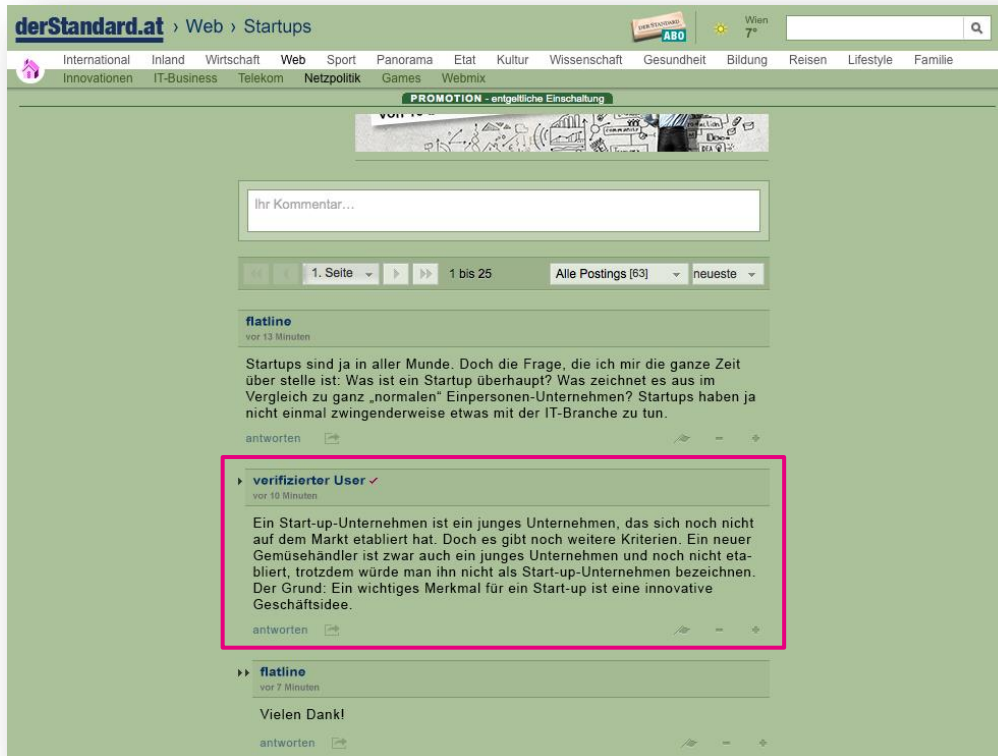 derStandard.at › Web › Startups
DER STANDARD
ABO
Wien
7°
International Inland Wirtschaft Web Sport Panorama Etat Kultur Wissenschaft Gesundheit Bildung Reisen Lifestyle Familie
Innovationen IT-Business Telekom Netzpolitik Games Webmix
PROMOTION - entgeltliche Einschaltung
Ihr Kommentar...
1. Seite 1 bis 25 Alle Postings [63] neueste
flatline
vor 13 Minuten
Startups sind ja in aller Munde. Doch die Frage, die ich mir die ganze Zeit
über stelle ist: Was ist ein Startup überhaupt? Was zeichnet es aus im
Vergleich zu ganz „normalen“ Einpersonen-Unternehmen? Startups haben ja
nicht einmal zwingenderweise etwas mit der IT-Branche zu tun.
antworten
verifizierter User
vor 10 Minuten
Ein Start-up-Unternehmen ist ein junges Unternehmen, das sich noch nicht
auf dem Markt etabliert hat. Doch es gibt noch weitere Kriterien. Ein neuer
Gemüsehändler ist zwar auch ein junges Unternehmen und noch nicht eta-
bliert, trotzdem würde man ihn nicht als Start-up-Unternehmen bezeichnen.
Der Grund: Ein wichtiges Merkmal für ein Start-up ist eine innovative
Geschäftsidee.
antworten
flatline
vor 7 Minuten
Vielen Dank!
antworten